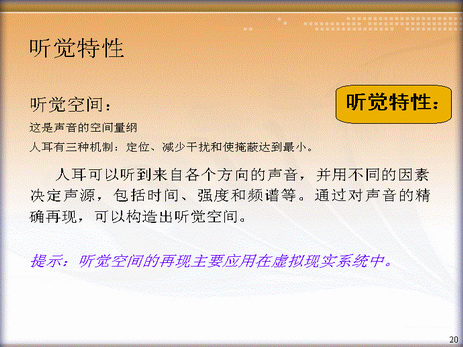 听觉特性
听觉空间：
听觉特性：
这是声音的空间量纲
人耳有三种机制：定位、减少干扰和使掩蔽达到最小。
人耳可以听到来自各个方向的声音，并用不同的因素
决定声源，包括时间、强度和频谱等。通过对声音的精
确再现，可以构造出听觉空间。
提示：听觉空间的再现主要应用在虚拟现实系统中。
20